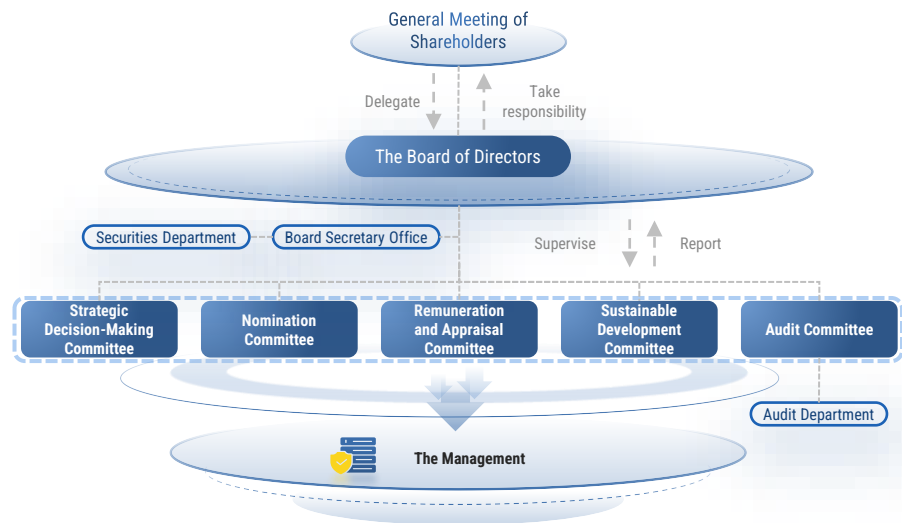 General Meeting of
Shareholders
Delegate
Take
responsibility
The Board of Directors
Securities Department
Board Secretary Office
Supervise
Report
Strategic
Decision-Making
Committee
Nomination
Committee
Remuneration
and Appraisal
Committee
Sustainable
Development
Committee
Audit Committee
Audit Department
The Management